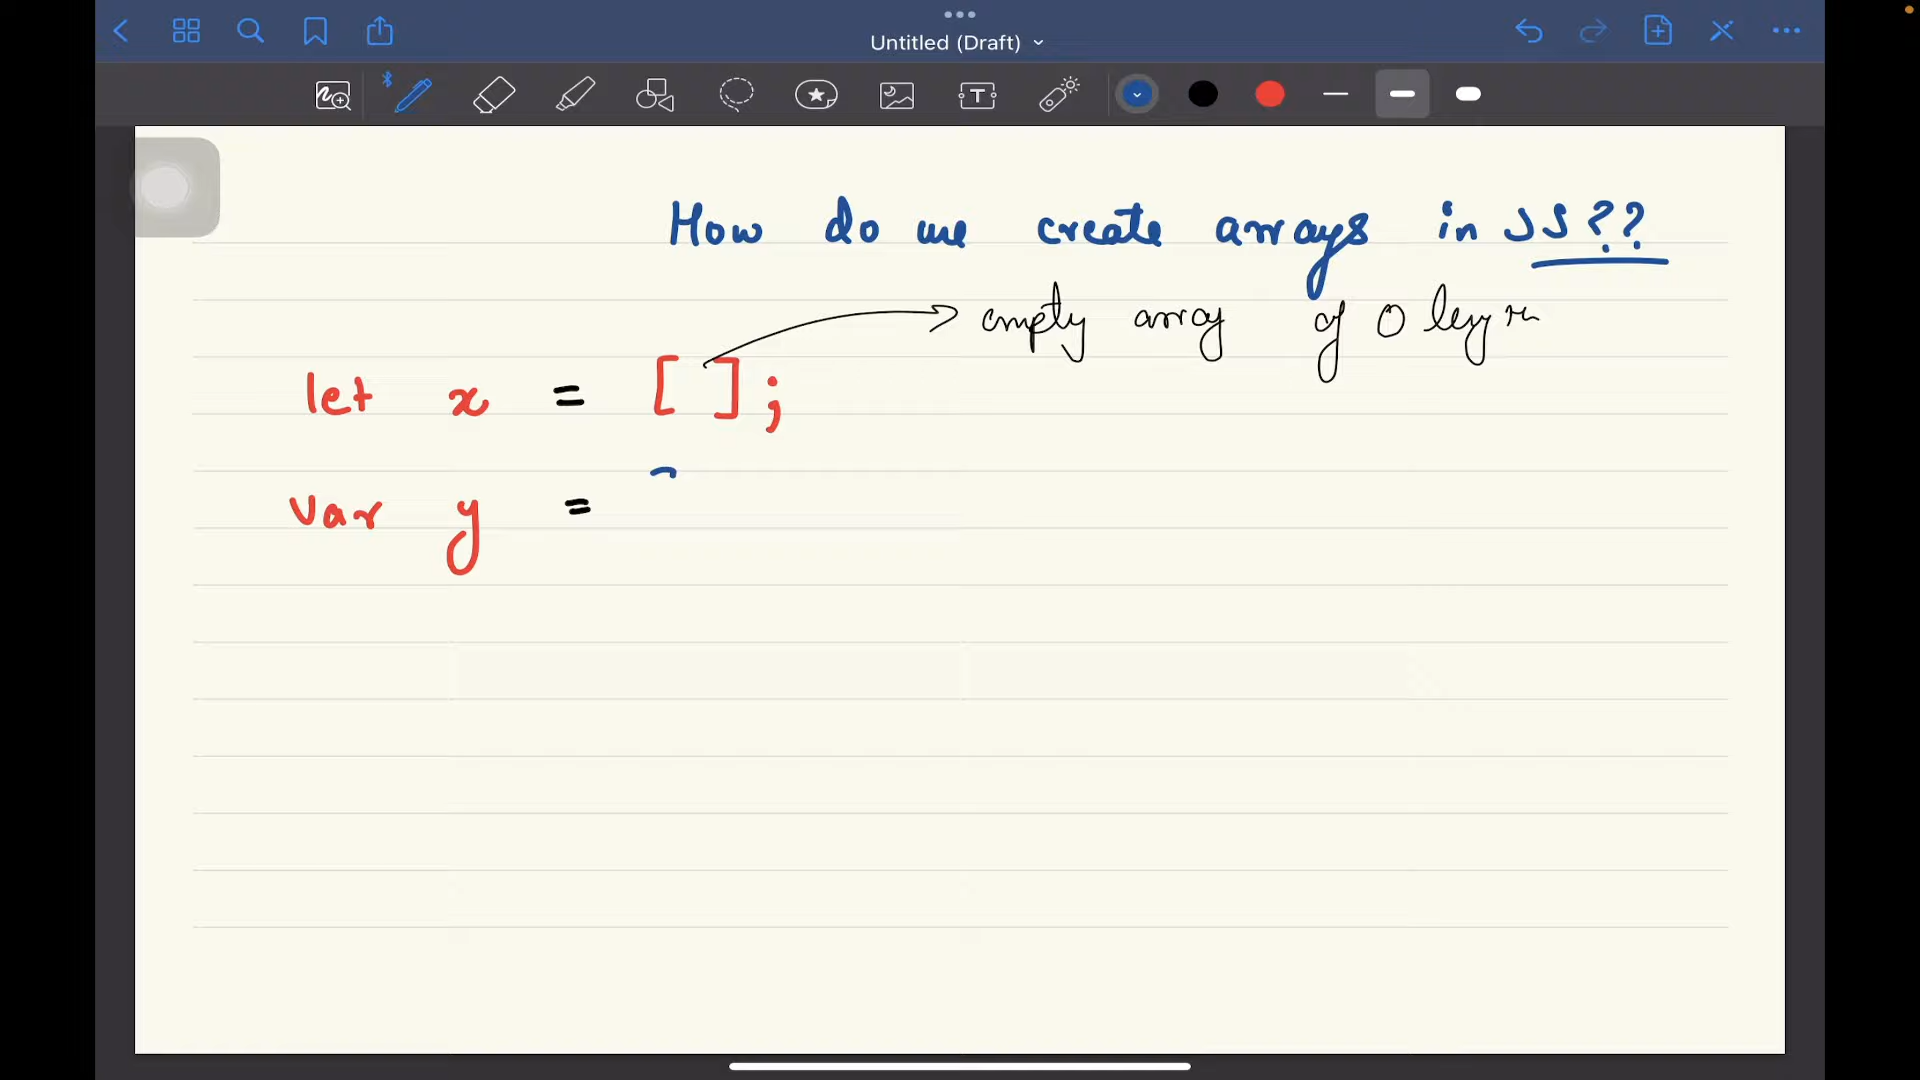 Untitled (Draft)
T
How do we create arrays in JS??
empty array of 0 length
let x = [ ];
var y =